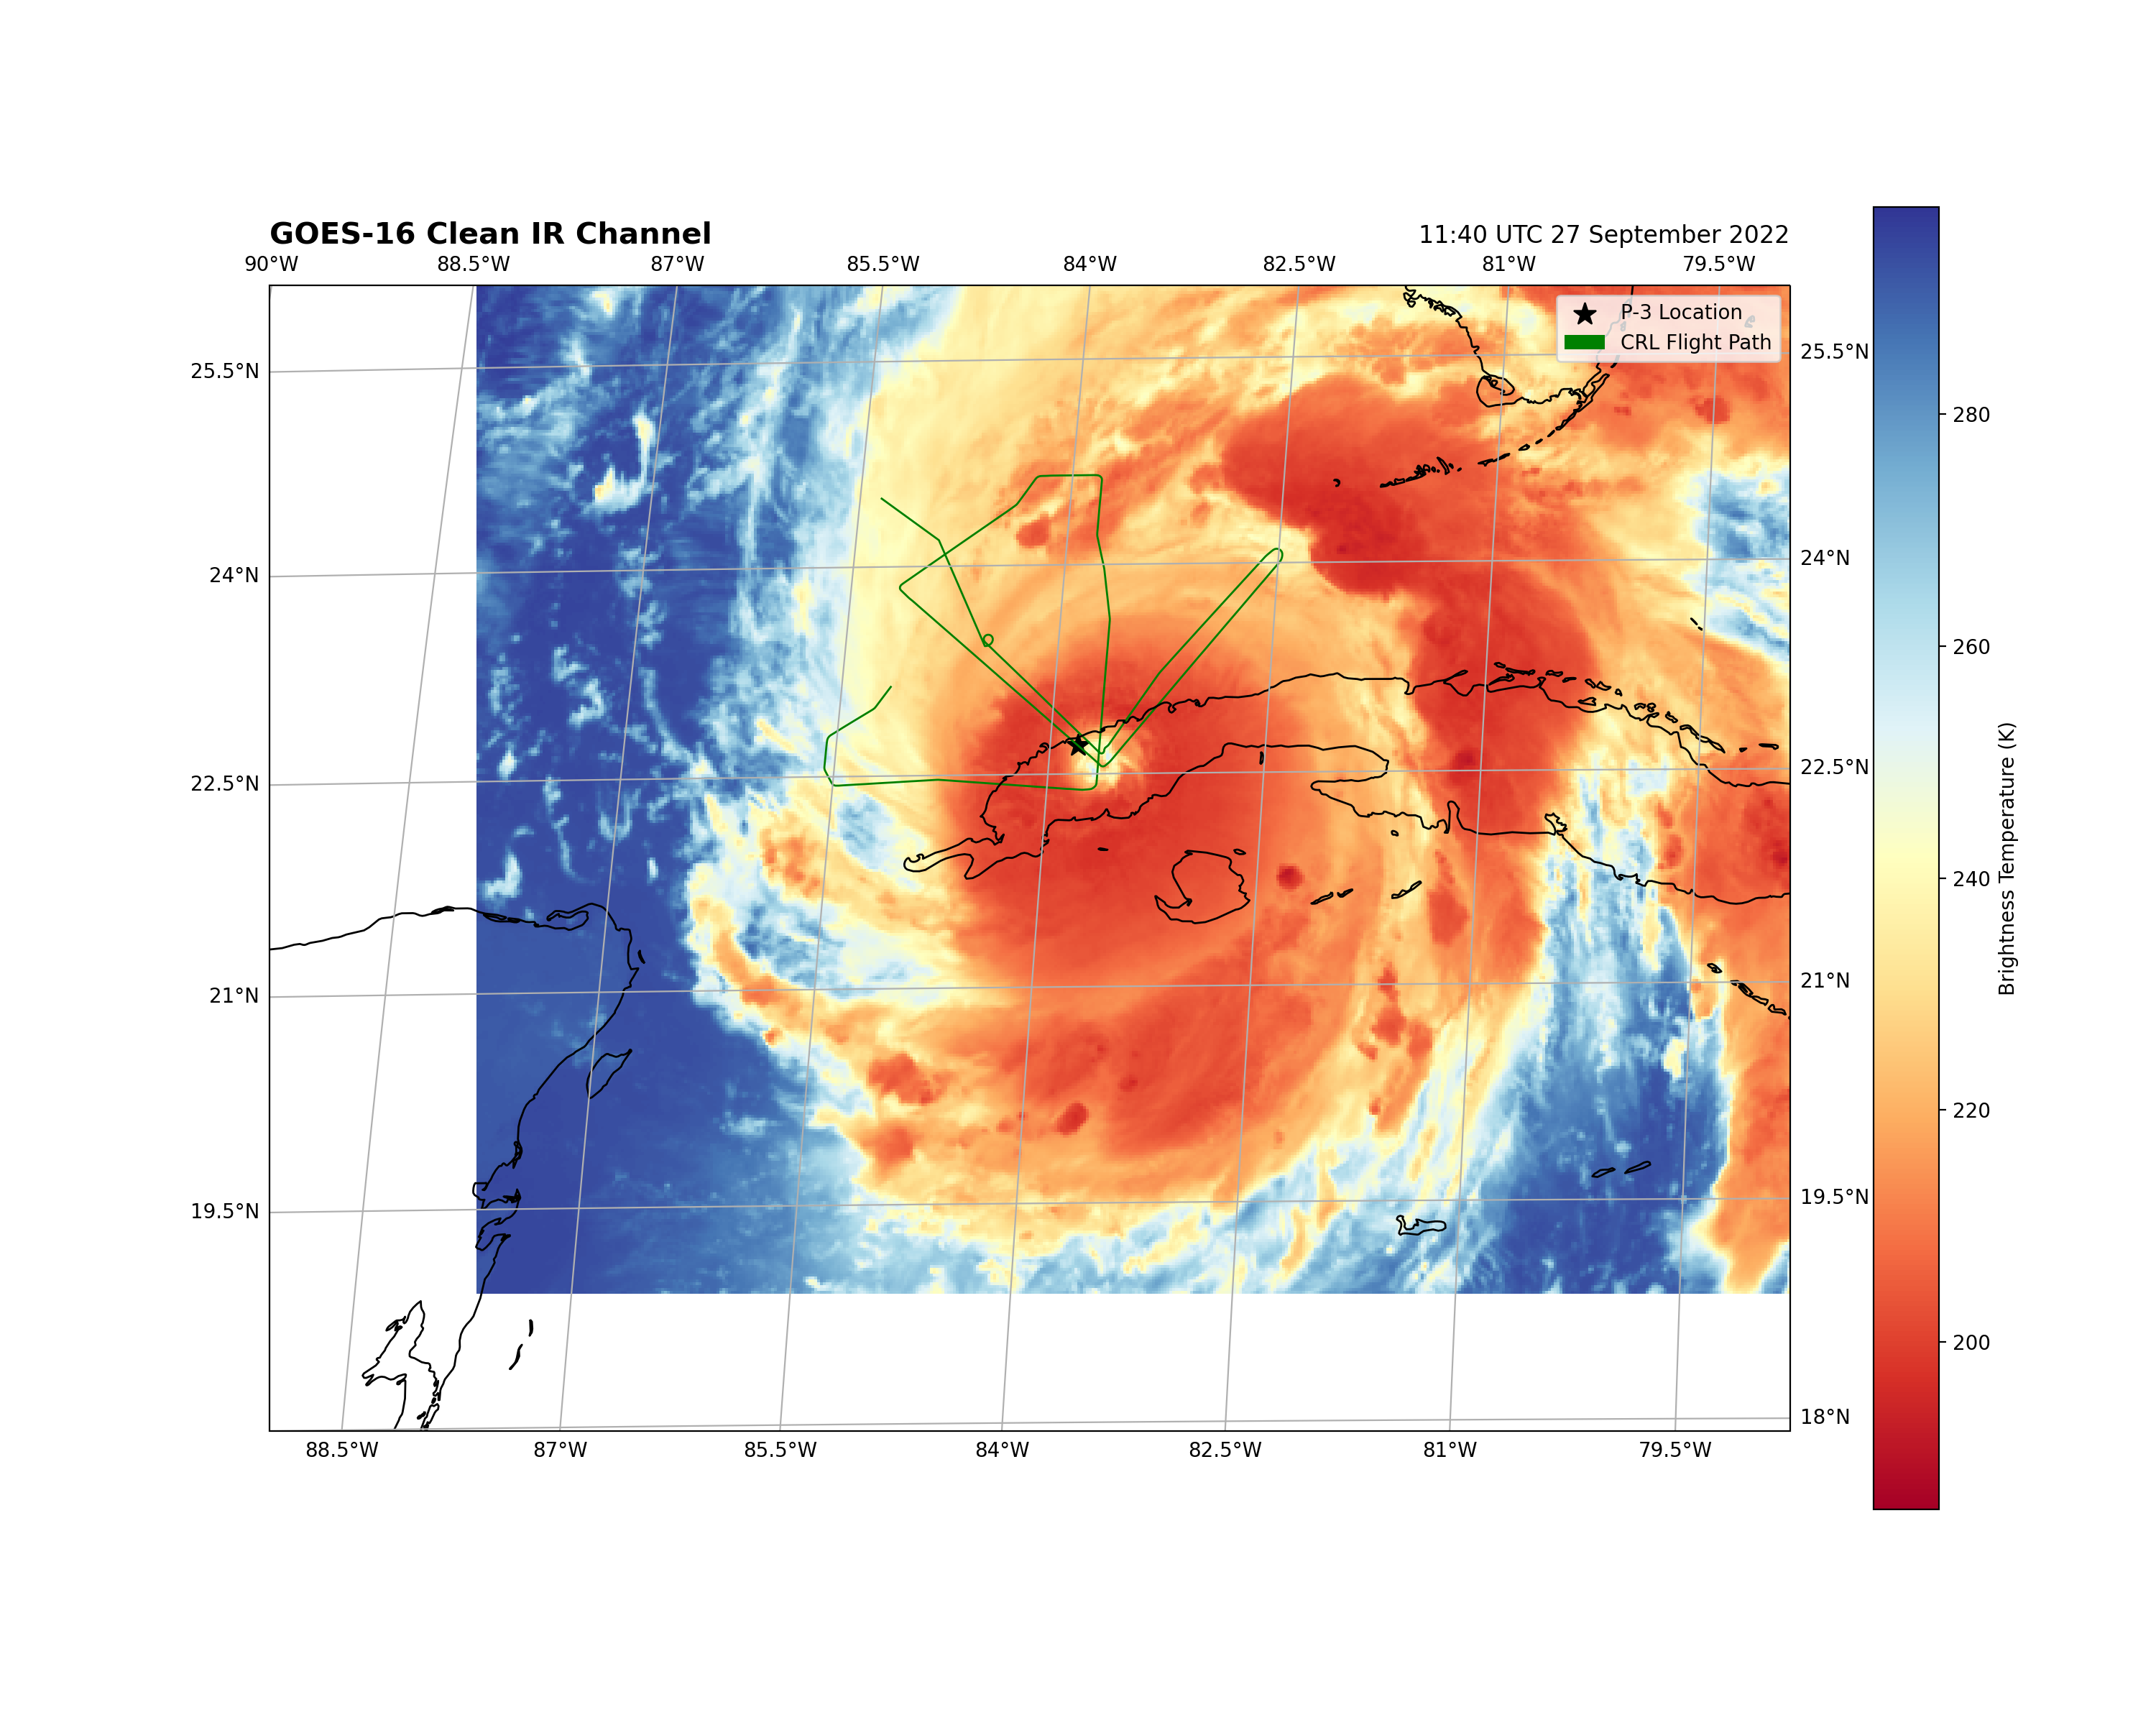 GOES-16 Clean IR Channel
11:40 UTC 27 September 2022
90°W 88.5°W 87°W 85.5°W 84°W 82.5°W 81°W 79.5°W
P-3 Location
CRL Flight Path
25.5°N
24°N
22.5°N
21°N
19.5°N
25.5°N
24°N
22.5°N
21°N
19.5°N
18°N
88.5°W 87°W 85.5°W 84°W 82.5°W 81°W 79.5°W
280
260
240
220
200
Brightness Temperature (K)